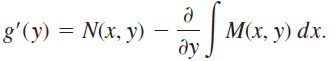 g′(y) = N(x, y) − ∂/∂y ∫ M(x, y) dx.